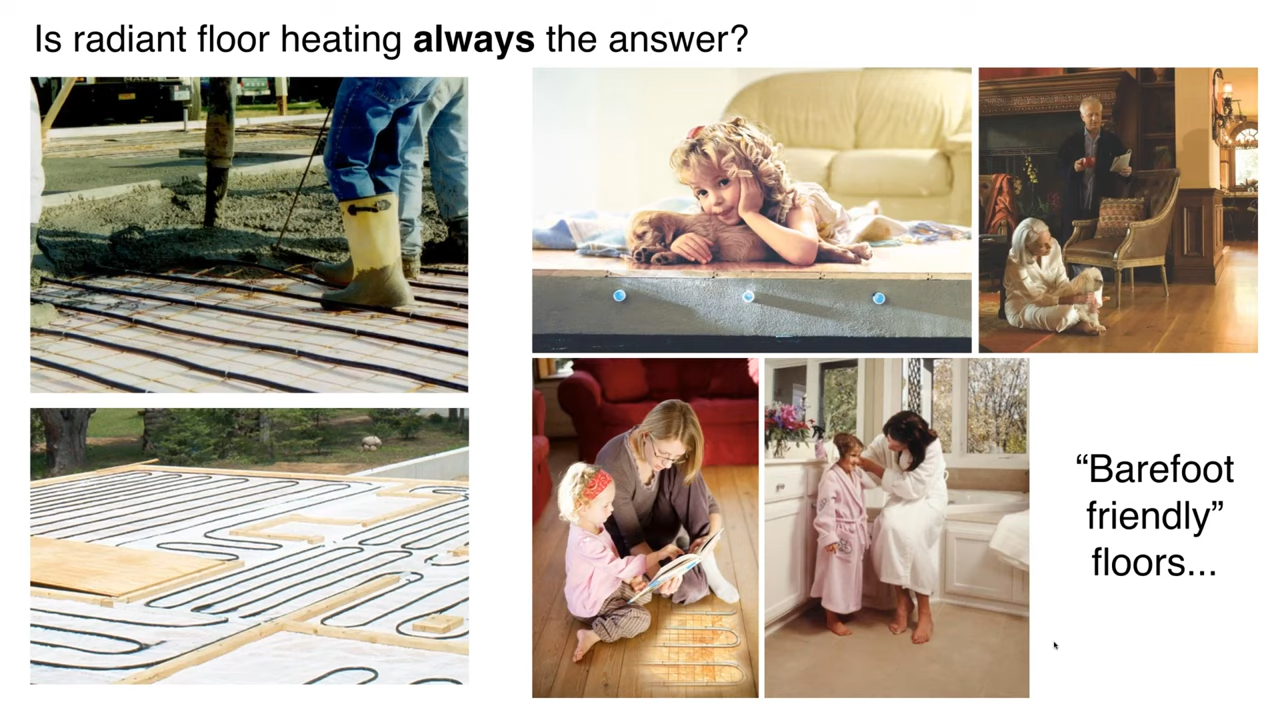 Is radiant floor heating always the answer?
“Barefoot
friendly”
floors...